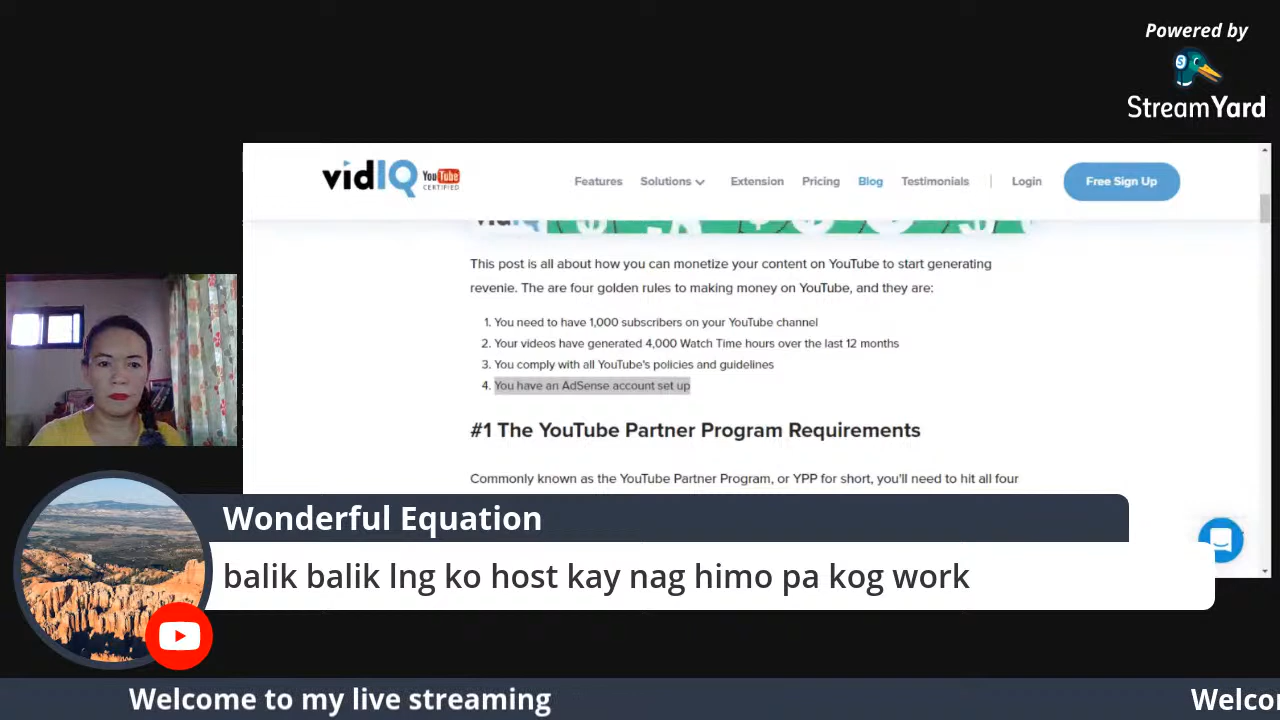 Powered by
StreamYard
vidIQ YouTube CERTIFIED
Features Solutions Extension Pricing Blog Testimonials Login Free Sign Up
This post is all about how you can monetize your content on YouTube to start generating
revenie. The are four golden rules to making money on YouTube, and they are:
1. You need to have 1,000 subscribers on your YouTube channel
2. Your videos have generated 4,000 Watch Time hours over the last 12 months
3. You comply with all YouTube's policies and guidelines
4. You have an AdSense account set up
#1 The YouTube Partner Program Requirements
Commonly known as the YouTube Partner Program, or YPP for short, you'll need to hit all four
Wonderful Equation
balik balik lng ko host kay nag himo pa kog work
Welcome to my live streaming